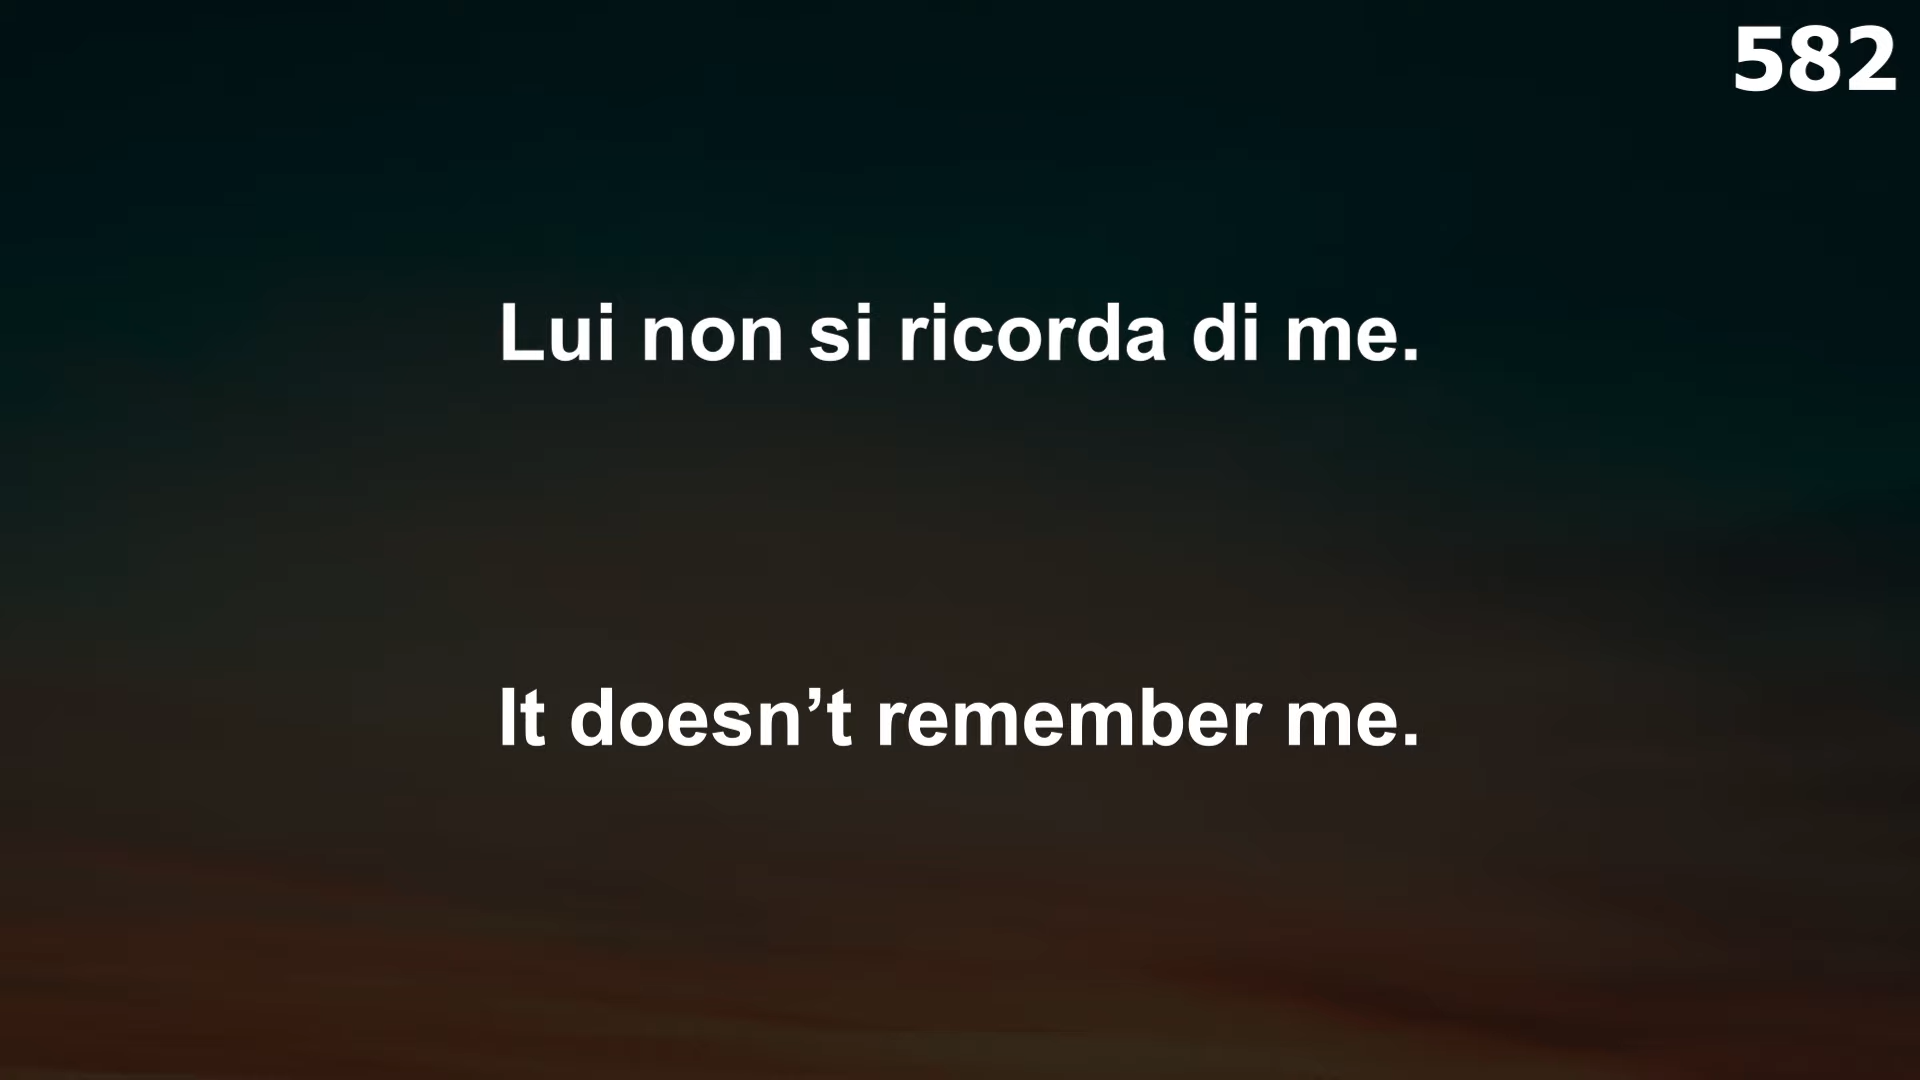 582
Lui non si ricorda di me.
It doesn’t remember me.